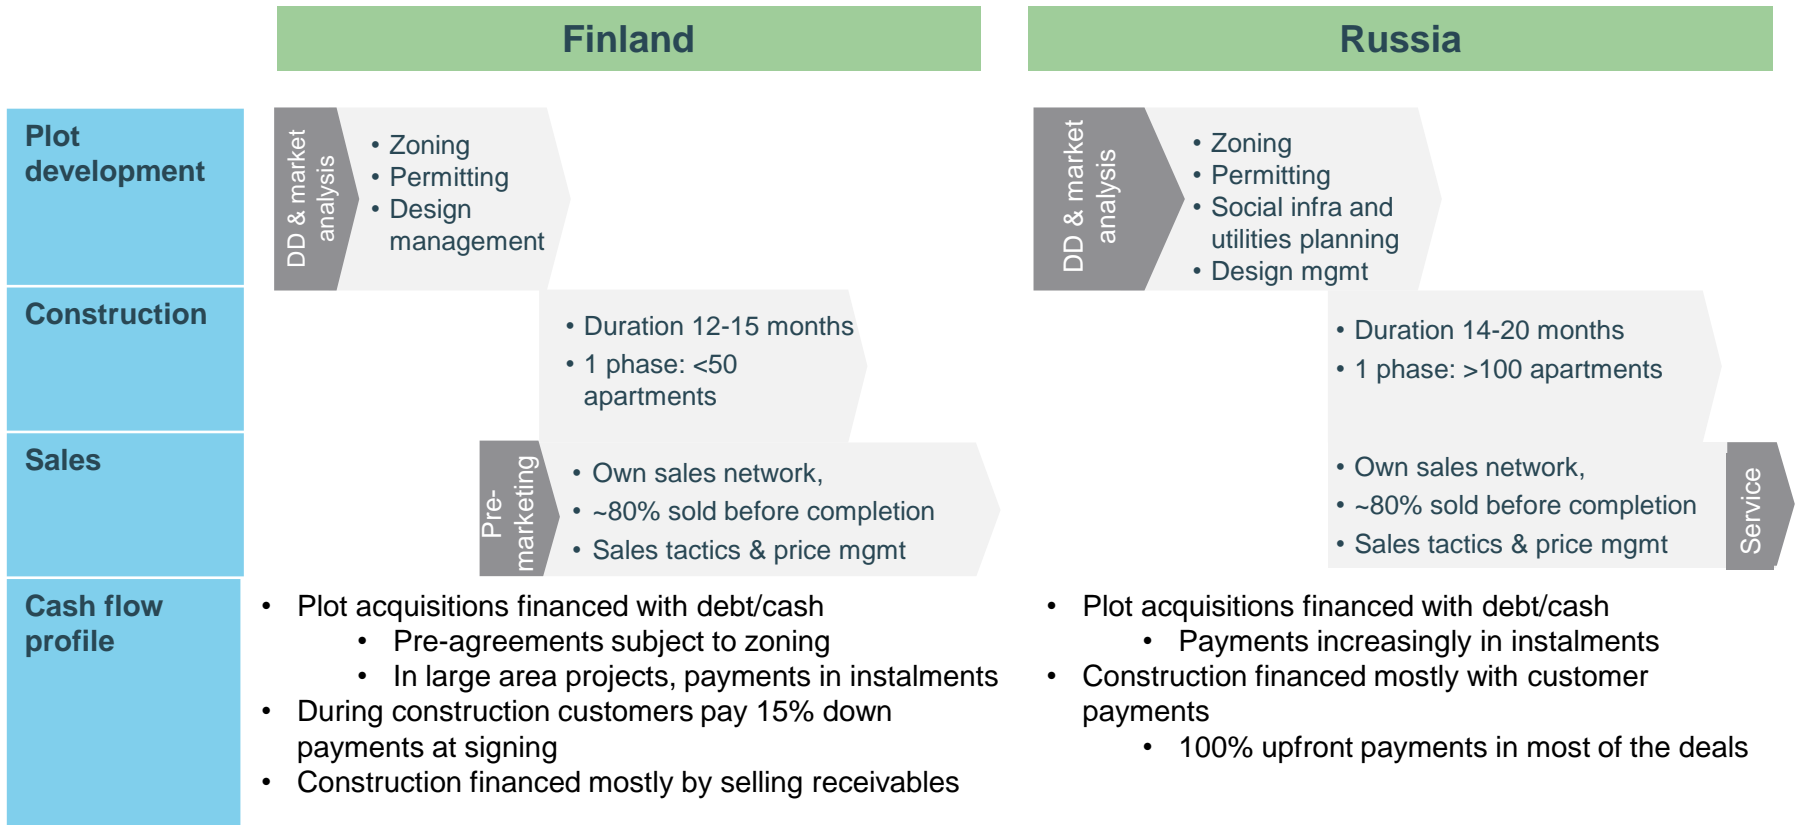 Finland
Russia
Plot
development
DD & market
analysis
• Zoning
• Permitting
• Design
management
DD & market
analysis
• Zoning
• Permitting
• Social infra and
utilities planning
• Design mgmt
Construction
• Duration 12-15 months
• 1 phase: <50
apartments
• Duration 14-20 months
• 1 phase: >100 apartments
Sales
Pre-
marketing
• Own sales network,
• ~80% sold before completion
• Sales tactics & price mgmt
• Own sales network,
• ~80% sold before completion
• Sales tactics & price mgmt
Service
Cash flow
profile
• Plot acquisitions financed with debt/cash
• Pre-agreements subject to zoning
• In large area projects, payments in instalments
• During construction customers pay 15% down
payments at signing
• Construction financed mostly by selling receivables
• Plot acquisitions financed with debt/cash
• Payments increasingly in instalments
• Construction financed mostly with customer
payments
• 100% upfront payments in most of the deals